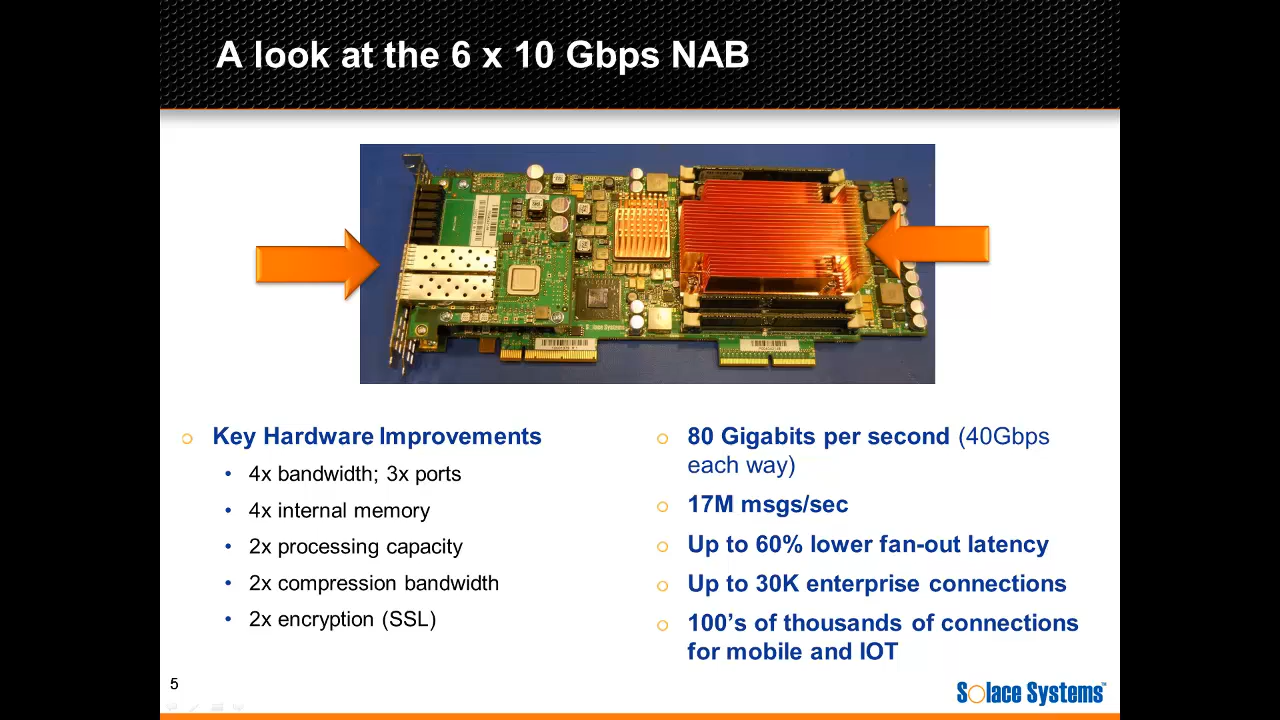 A look at the 6 x 10 Gbps NAB
Solace Systems
Key Hardware Improvements
4x bandwidth; 3x ports
4x internal memory
2x processing capacity
2x compression bandwidth
2x encryption (SSL)
80 Gigabits per second (40Gbps
each way)
17M msgs/sec
Up to 60% lower fan-out latency
Up to 30K enterprise connections
100's of thousands of connections
for mobile and IOT
5
Solace Systems™